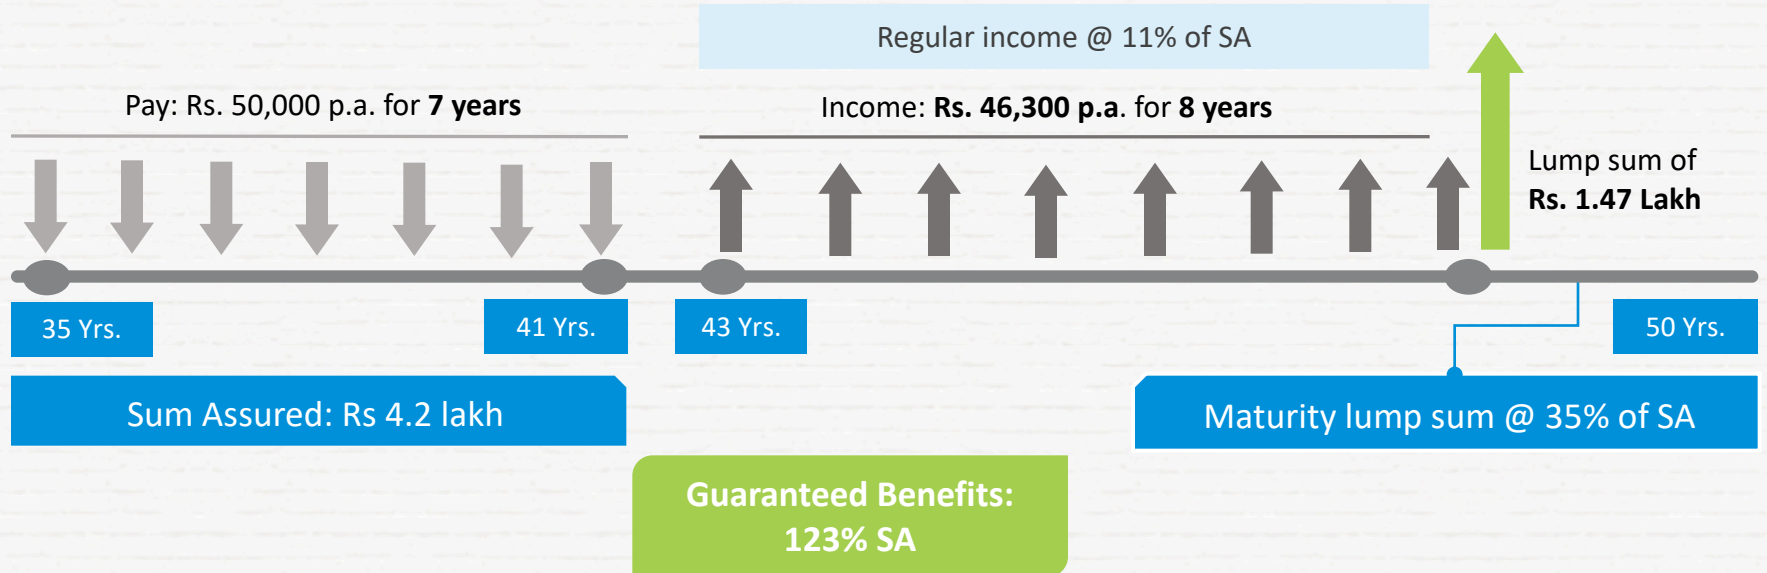 Regular income @ 11% of SA
Pay: Rs. 50,000 p.a. for 7 years
Income: Rs. 46,300 p.a. for 8 years
Lump sum of
Rs. 1.47 Lakh
35 Yrs.
41 Yrs.
43 Yrs.
50 Yrs.
Sum Assured: Rs 4.2 lakh
Maturity lump sum @ 35% of SA
Guaranteed Benefits:
123% SA